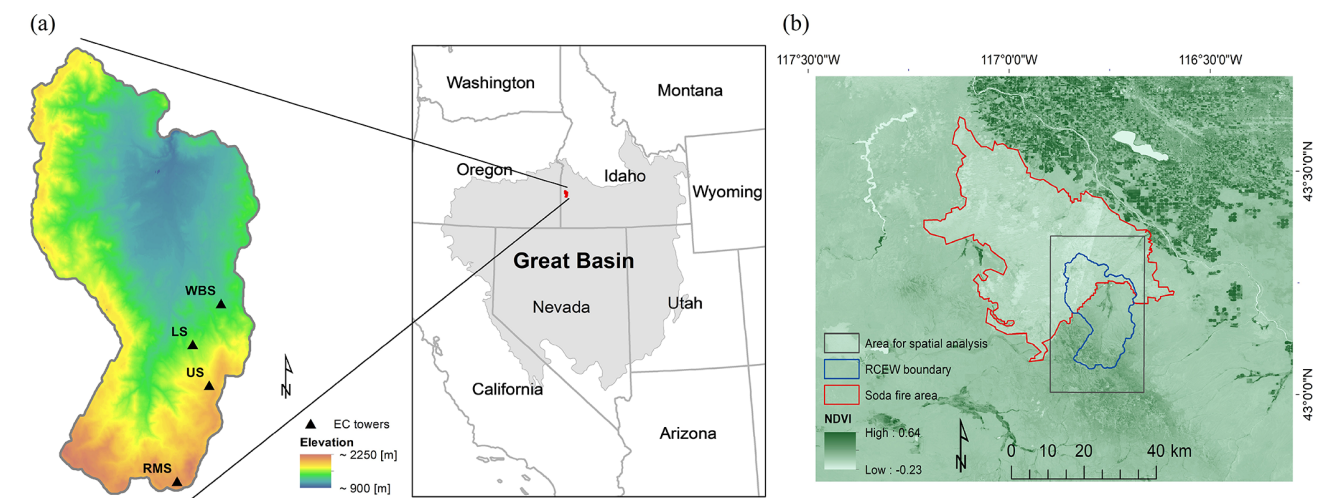 (a)
Washington
Montana
Oregon
Idaho
Wyoming
Great Basin
Nevada
Utah
California
Arizona
WBS
LS
US
RMS
N
EC towers
Elevation
~ 2250 [m]
~ 900 [m]
(b)
117°30'0"W
117°0'0"W
116°30'0"W
43°30'0"N
43°0'0"N
Area for spatial analysis
RCEW boundary
Soda fire area
NDVI
High : 0.64
Low : -0.23
N
0 10 20 40 km